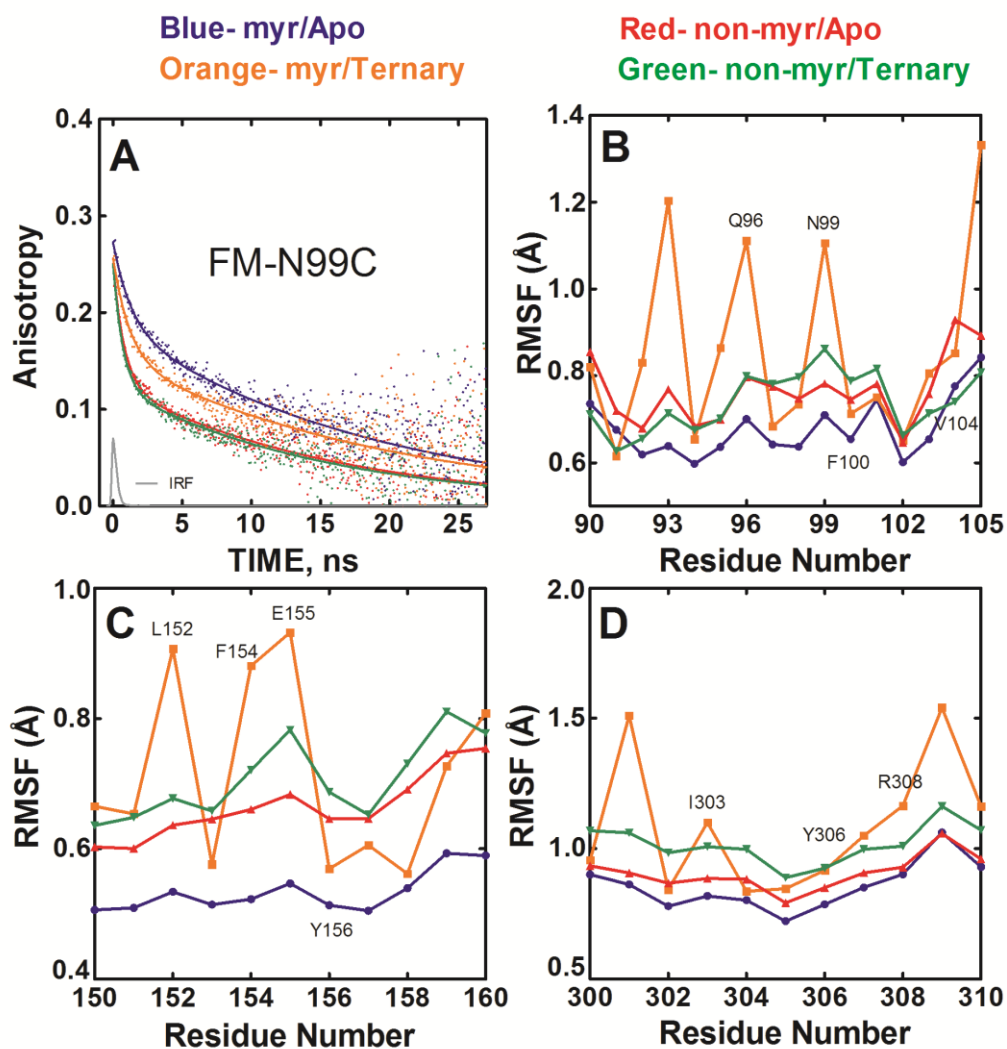 Blue- myr/Apo
Red- non-myr/Apo
Orange- myr/Ternary
Green- non-myr/Ternary
A
FM-N99C
Anisotropy
0.4
0.3
0.2
0.1
0.0
IRF
0 5 10 15 20 25
TIME, ns
B
RMSF (Å)
1.4
1.2
1.0
0.8
0.6
Q96
N99
F100
V104
90 93 96 99 102 105
Residue Number
C
RMSF (Å)
1.0
0.8
0.6
0.4
L152
F154
E155
Y156
150 152 154 156 158 160
Residue Number
D
RMSF (Å)
2.0
1.5
1.0
0.5
I303
Y306
R308
300 302 304 306 308 310
Residue Number